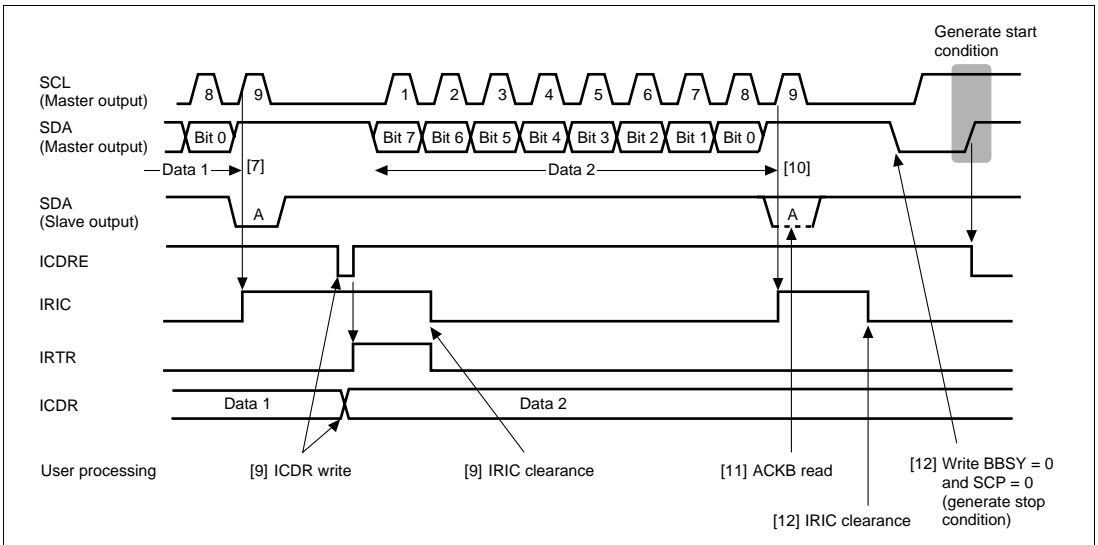 Generate start
condition
SCL
(Master output)
8 9 1 2 3 4 5 6 7 8 9
SDA
(Master output)
Bit 0 Bit 7 Bit 6 Bit 5 Bit 4 Bit 3 Bit 2 Bit 1 Bit 0
Data 1 [7] Data 2 [10]
SDA
(Slave output)
A A
ICDRE
IRIC
IRTR
ICDR Data 1 Data 2
User processing [9] ICDR write [9] IRIC clearance [11] ACKB read [12] Write BBSY = 0
and SCP = 0
(generate stop
condition)
[12] IRIC clearance